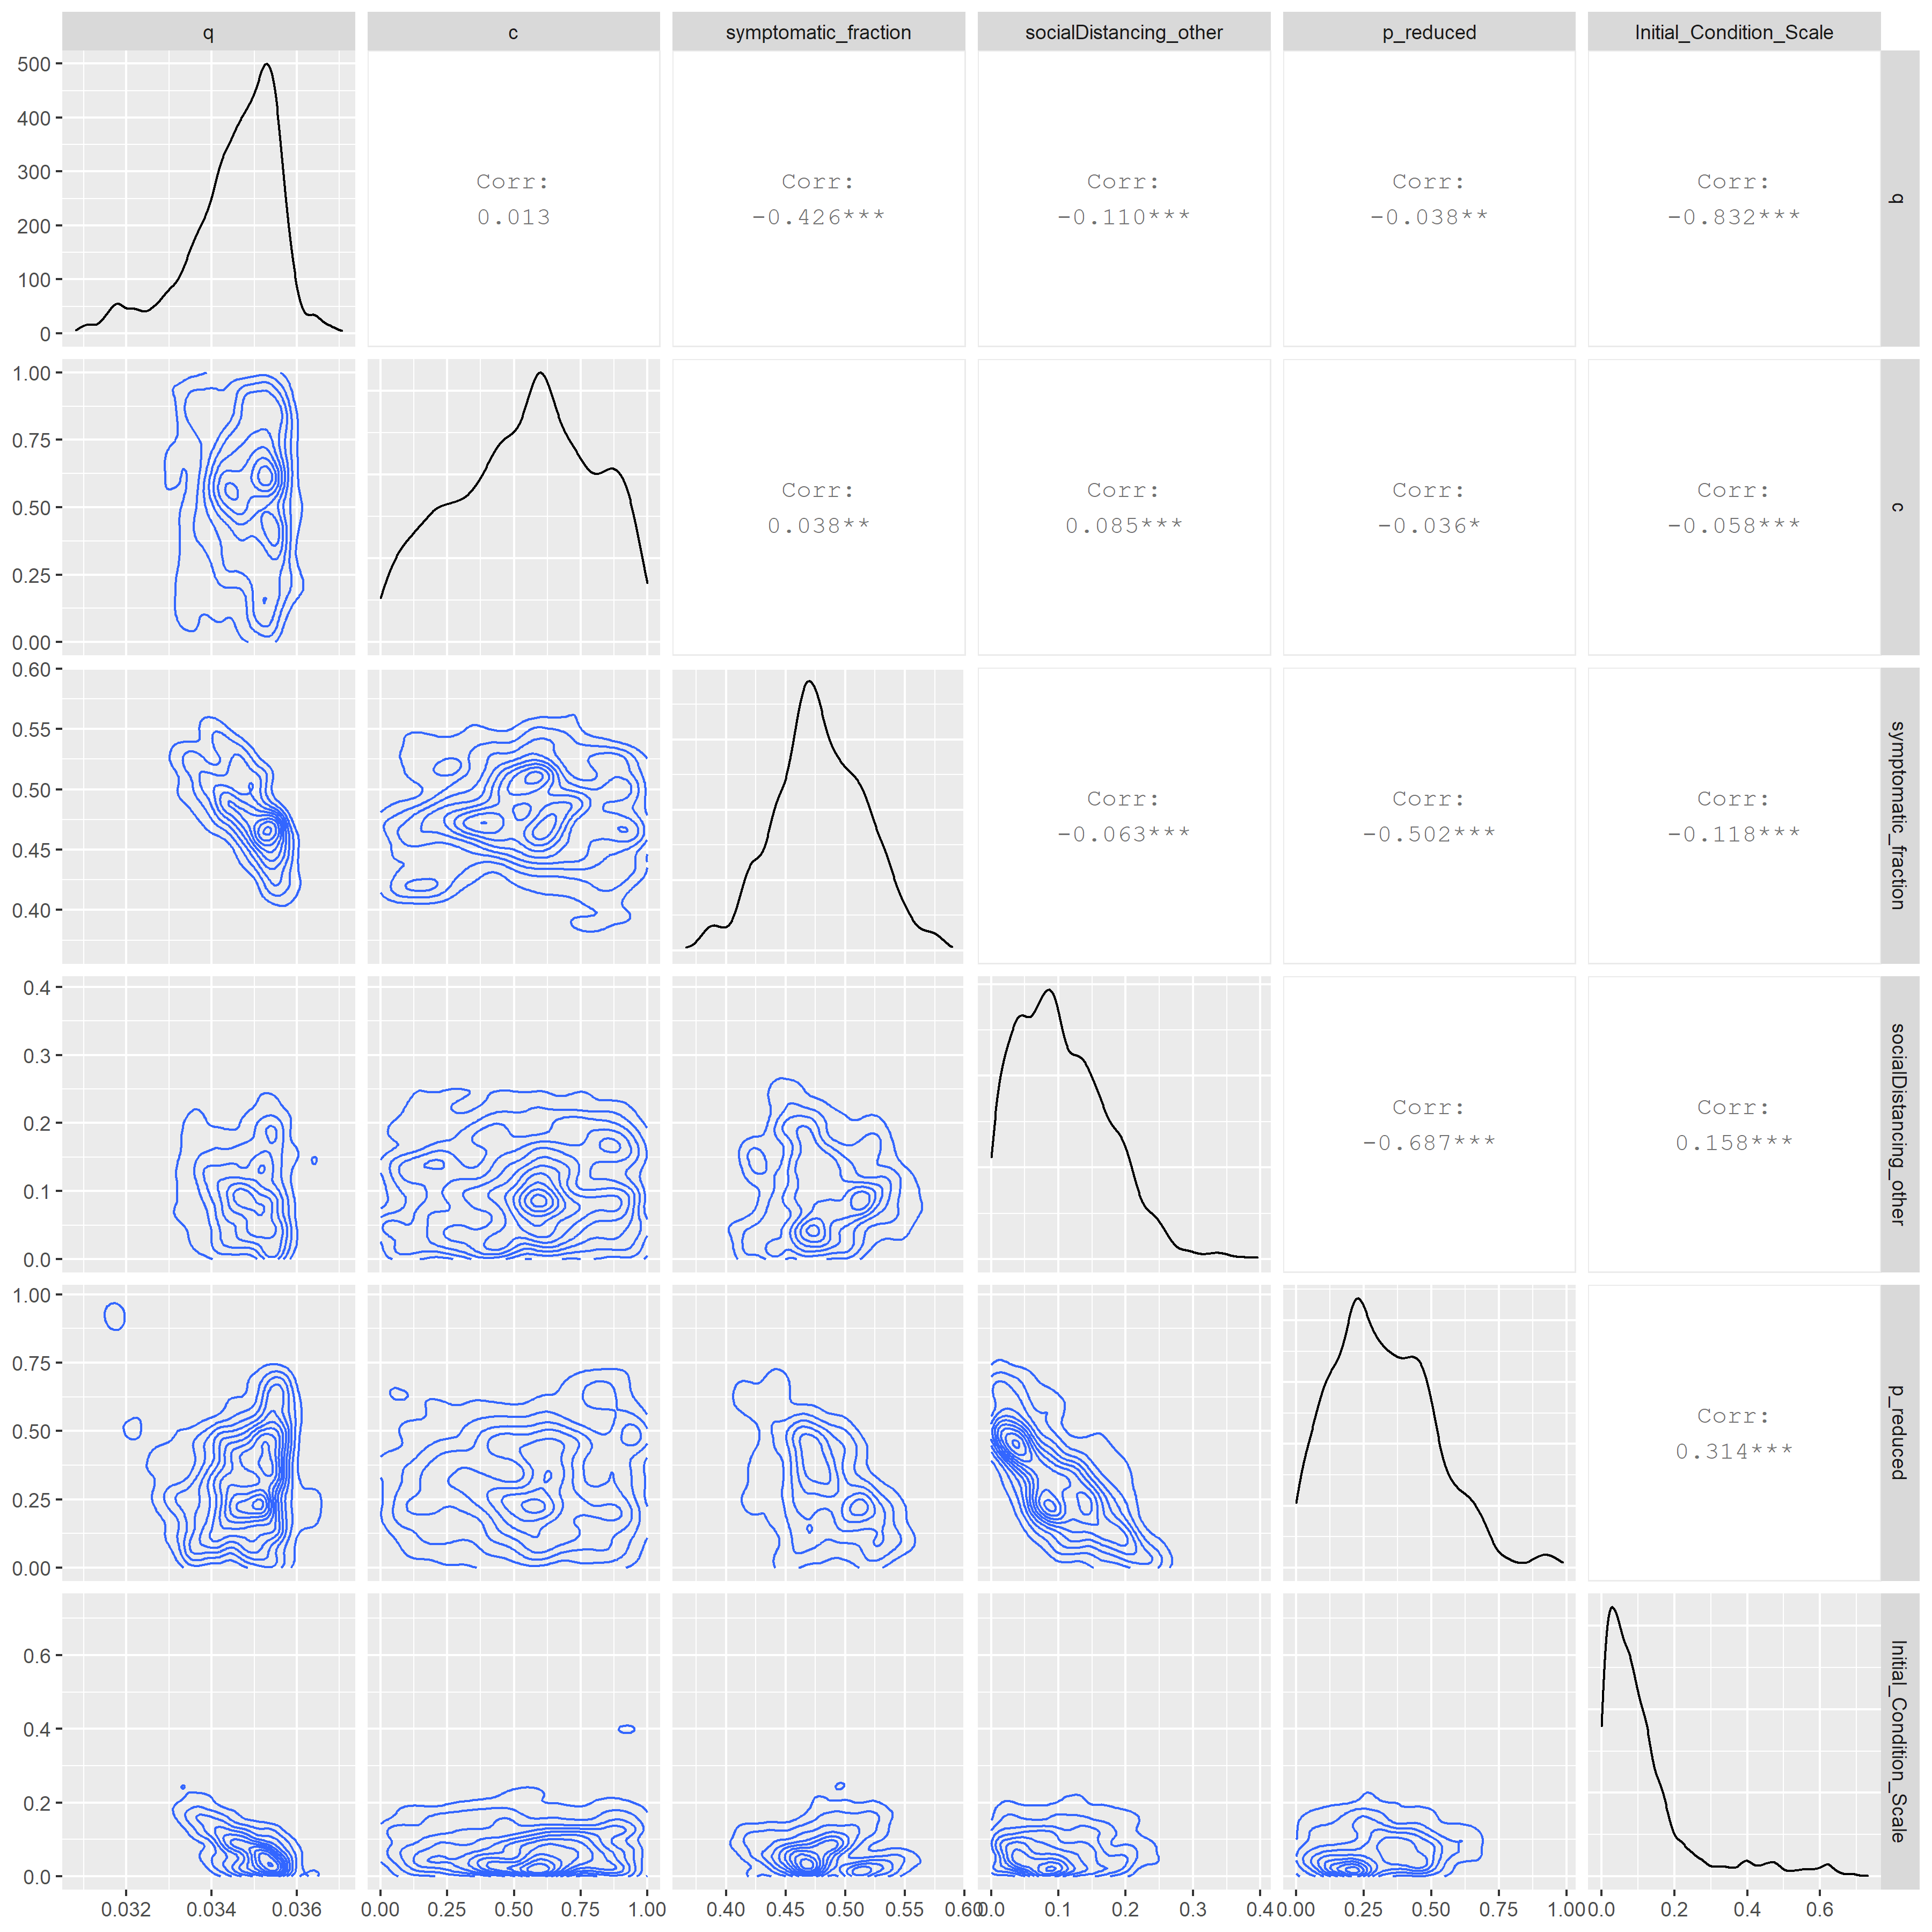 q
c
symptomatic_fraction
socialDistancing_other
p_reduced
Initial_Condition_Scale
500
400
300
200
100
0
Corr:
0.013
Corr:
-0.426***
Corr:
-0.110***
Corr:
-0.038**
Corr:
-0.832***
q
1.00
0.75
0.50
0.25
0.00
Corr:
0.038**
Corr:
0.085***
Corr:
-0.036*
Corr:
-0.058***
c
0.60
0.55
0.50
0.45
0.40
Corr:
-0.063***
Corr:
-0.502***
Corr:
-0.118***
symptomatic_fraction
0.4
0.3
0.2
0.1
0.0
Corr:
-0.687***
Corr:
0.158***
socialDistancing_other
1.00
0.75
0.50
0.25
0.00
Corr:
0.314***
p_reduced
0.6
0.4
0.2
0.0
Initial_Condition_Scale
0.032 0.034 0.036
0.00 0.25 0.50 0.75 1.00
0.40 0.45 0.50 0.55 0.60
0.0 0.1 0.2 0.3 0.4
0.00 0.25 0.50 0.75 1.00
0.0 0.2 0.4 0.6